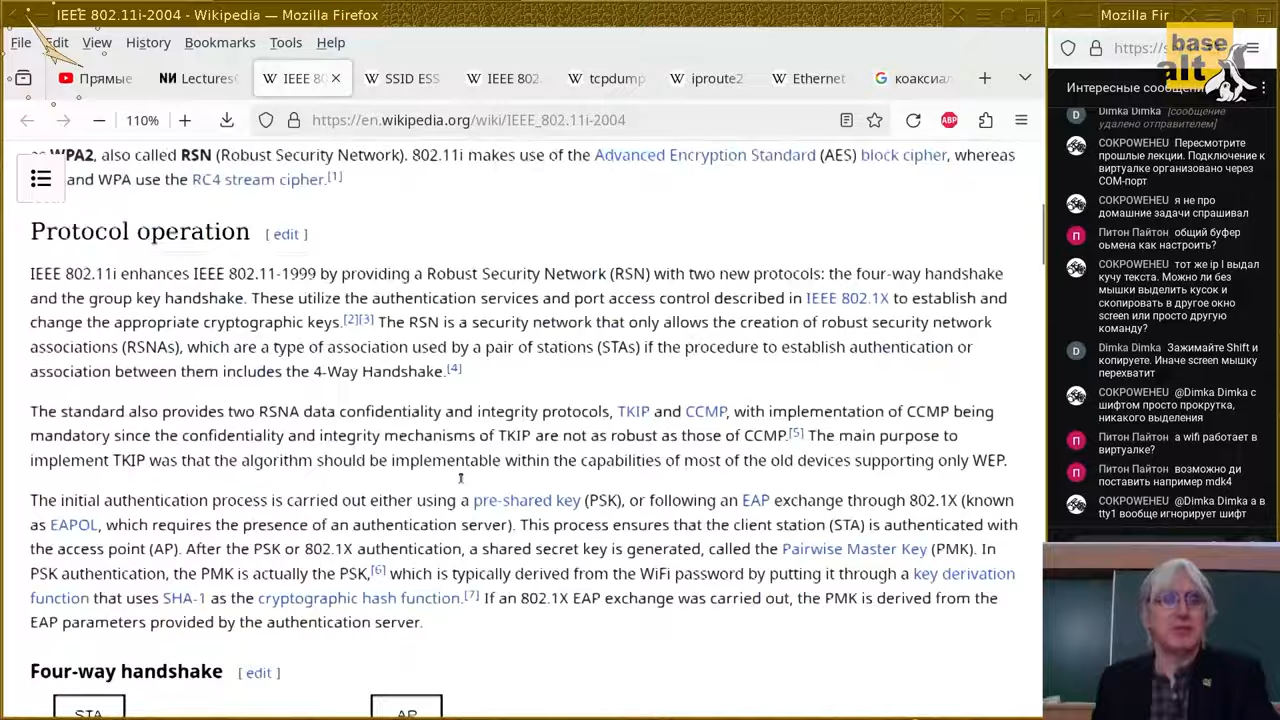 IEEE 802.11i-2004 - Wikipedia — Mozilla Firefox
Mozilla Fir
File Edit View History Bookmarks Tools Help
Прямые
Lectures
W IEEE 80
W SSID ESS
W IEEE 802.
W tcpdump
W iproute2
W Ethernet
G коаксиал
110%
https://en.wikipedia.org/wiki/IEEE_802.11i-2004
ABP
WPA2, also called RSN (Robust Security Network). 802.11i makes use of the Advanced Encryption Standard (AES) block cipher, whereas
and WPA use the RC4 stream cipher.[1]
Protocol operation [ edit ]
IEEE 802.11i enhances IEEE 802.11-1999 by providing a Robust Security Network (RSN) with two new protocols: the four-way handshake
and the group key handshake. These utilize the authentication services and port access control described in IEEE 802.1X to establish and
change the appropriate cryptographic keys.[2][3] The RSN is a security network that only allows the creation of robust security network
associations (RSNAs), which are a type of association used by a pair of stations (STAs) if the procedure to establish authentication or
association between them includes the 4-Way Handshake.[4]
The standard also provides two RSNA data confidentiality and integrity protocols, TKIP and CCMP, with implementation of CCMP being
mandatory since the confidentiality and integrity mechanisms of TKIP are not as robust as those of CCMP.[5] The main purpose to
implement TKIP was that the algorithm should be implementable within the capabilities of most of the old devices supporting only WEP.
The initial authentication process is carried out either using a pre-shared key (PSK), or following an EAP exchange through 802.1X (known
as EAPOL, which requires the presence of an authentication server). This process ensures that the client station (STA) is authenticated with
the access point (AP). After the PSK or 802.1X authentication, a shared secret key is generated, called the Pairwise Master Key (PMK). In
PSK authentication, the PMK is actually the PSK,[6] which is typically derived from the WiFi password by putting it through a key derivation
function that uses SHA-1 as the cryptographic hash function.[7] If an 802.1X EAP exchange was carried out, the PMK is derived from the
EAP parameters provided by the authentication server.
Four-way handshake [ edit ]
STA AP
https://s
base
alt
Интересные сообщен
D Dimka Dimka [сообщение
удалено отправителем]
COKPOWEHEU Пересмотрите
прошлые лекции. Подключение к
виртуалке организовано через
COM-порт
COKPOWEHEU я не про
домашние задачи спрашивал
П Питон Пайтон общий буфер
оьмена как настроить?
COKPOWEHEU тот же ip l выдал
кучу текста. Можно ли без
мышки выделить кусок и
скопировать в другое окно
screen или просто другую
команду?
D Dimka Dimka Зажимайте Shift и
копируете. Иначе screen мышку
перехватит
COKPOWEHEU @Dimka Dimka с
шифтом просто прокрутка,
никакого выделения
П Питон Пайтон а wifi работает в
виртуалке?
П Питон Пайтон возможно ди
поставить например mdk4
COKPOWEHEU @Dimka Dimka а в
tty1 вообще игнорирует шифт